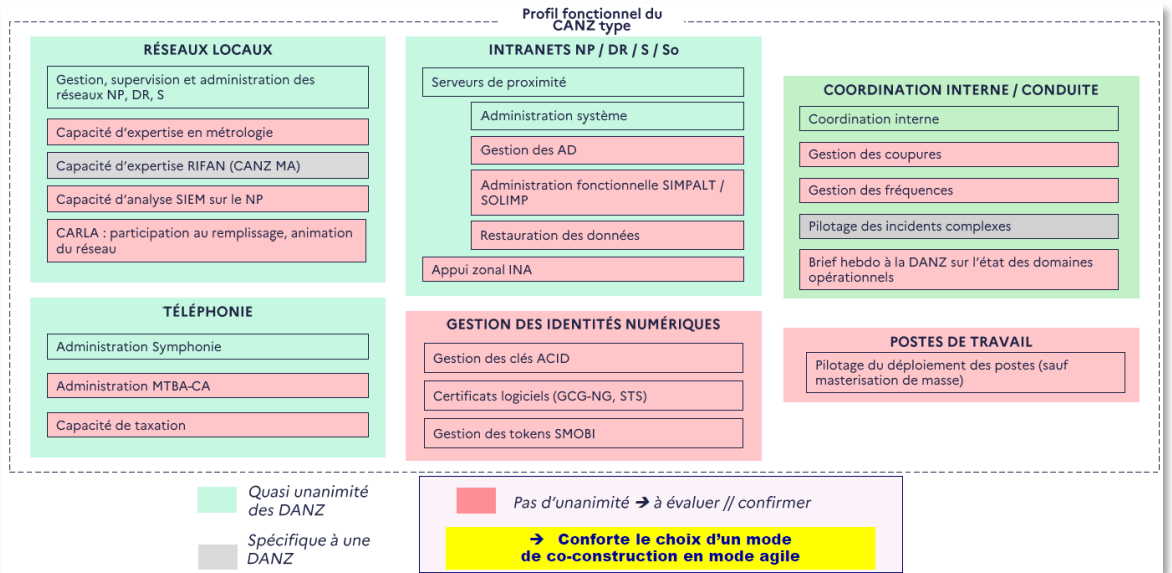 Profil fonctionnel du
CANZ type
RÉSEAUX LOCAUX
Gestion, supervision et administration des
réseaux NP, DR, S
Capacité d'expertise en métrologie
Capacité d'expertise RIFAN (CANZ MA)
Capacité d'analyse SIEM sur le NP
CARLA : participation au remplissage, animation
du réseau
TÉLÉPHONIE
Administration Symphonie
Administration MTBA-CA
Capacité de taxation
INTRANETS NP / DR / S / So
Serveurs de proximité
Administration système
Gestion des AD
Administration fonctionnelle SIMPALT /
SOLIMP
Restauration des données
Appui zonal INA
GESTION DES IDENTITÉS NUMÉRIQUES
Gestion des clés ACID
Certificats logiciels (GCG-NG, STS)
Gestion des tokens SMOBI
COORDINATION INTERNE / CONDUITE
Coordination interne
Gestion des coupures
Gestion des fréquences
Pilotage des incidents complexes
Brief hebdo à la DANZ sur l'état des domaines
opérationnels
POSTES DE TRAVAIL
Pilotage du déploiement des postes (sauf
masterisation de masse)
Quasi unanimité
des DANZ
Spécifique à une
DANZ
Pas d'unanimité ➔ à évaluer // confirmer
➔ Conforte le choix d'un mode
de co-construction en mode agile